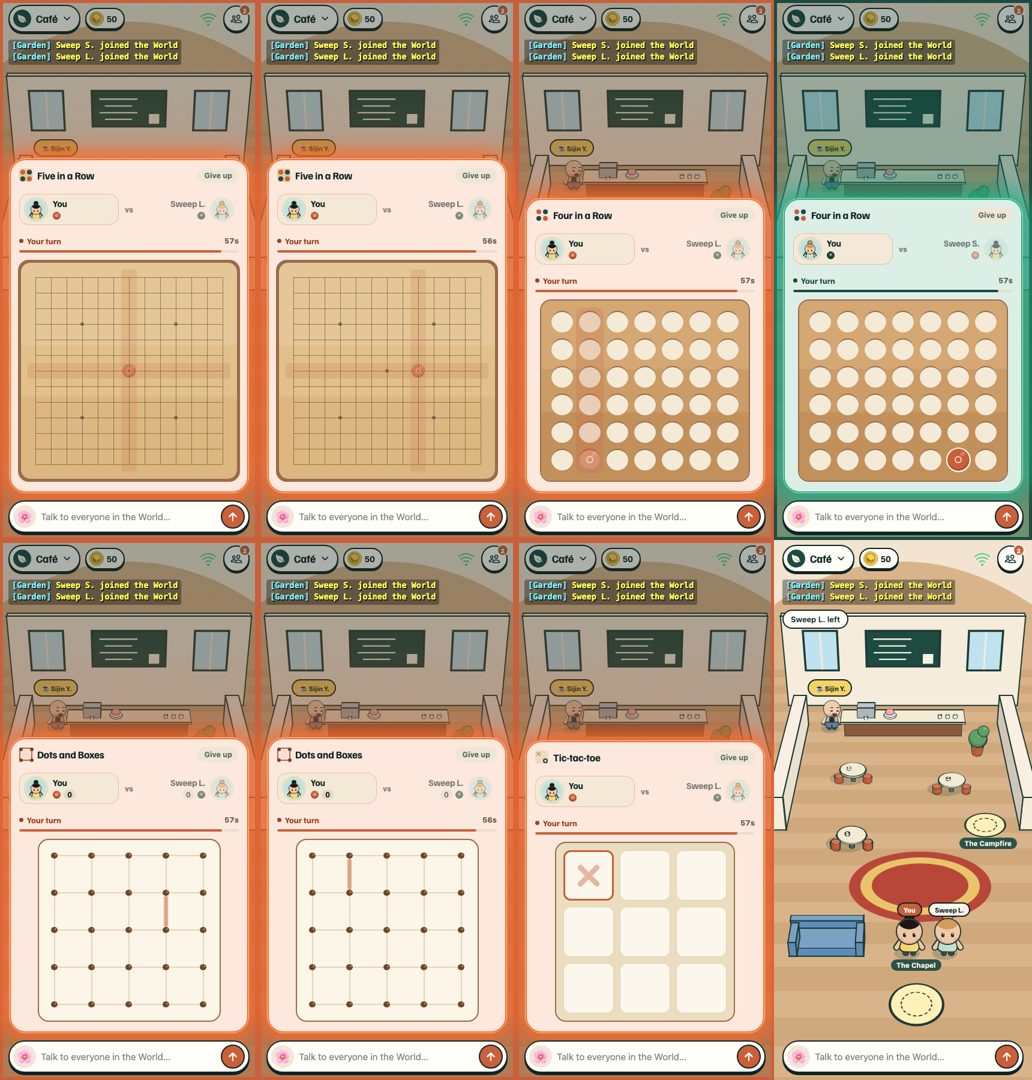 Café
50
2
[Garden] Sweep S. joined the World
[Garden] Sweep L. joined the World
Sijin Y.
Five in a Row
Give up
You
vs
Sweep L.
Your turn
57s
Talk to everyone in the World...
Café
50
2
[Garden] Sweep S. joined the World
[Garden] Sweep L. joined the World
Sijin Y.
Five in a Row
Give up
You
vs
Sweep L.
Your turn
56s
Talk to everyone in the World...
Café
50
2
[Garden] Sweep S. joined the World
[Garden] Sweep L. joined the World
Sijin Y.
Four in a Row
Give up
You
vs
Sweep L.
Your turn
57s
Talk to everyone in the World...
Café
50
2
[Garden] Sweep S. joined the World
[Garden] Sweep L. joined the World
Sijin Y.
Four in a Row
Give up
You
vs
Sweep S.
Your turn
57s
Talk to everyone in the World...
Café
50
2
[Garden] Sweep S. joined the World
[Garden] Sweep L. joined the World
Sijin Y.
Dots and Boxes
Give up
You
0
vs
Sweep L.
0
Your turn
57s
Talk to everyone in the World...
Café
50
2
[Garden] Sweep S. joined the World
[Garden] Sweep L. joined the World
Sijin Y.
Dots and Boxes
Give up
You
0
vs
Sweep L.
0
Your turn
56s
Talk to everyone in the World...
Café
50
2
[Garden] Sweep S. joined the World
[Garden] Sweep L. joined the World
Sijin Y.
Tic-tac-toe
Give up
You
vs
Sweep L.
Your turn
57s
Talk to everyone in the World...
Café
50
2
[Garden] Sweep S. joined the World
[Garden] Sweep L. joined the World
Sweep L. left
Sijin Y.
The Campfire
You
Sweep L.
The Chapel
Talk to everyone in the World...